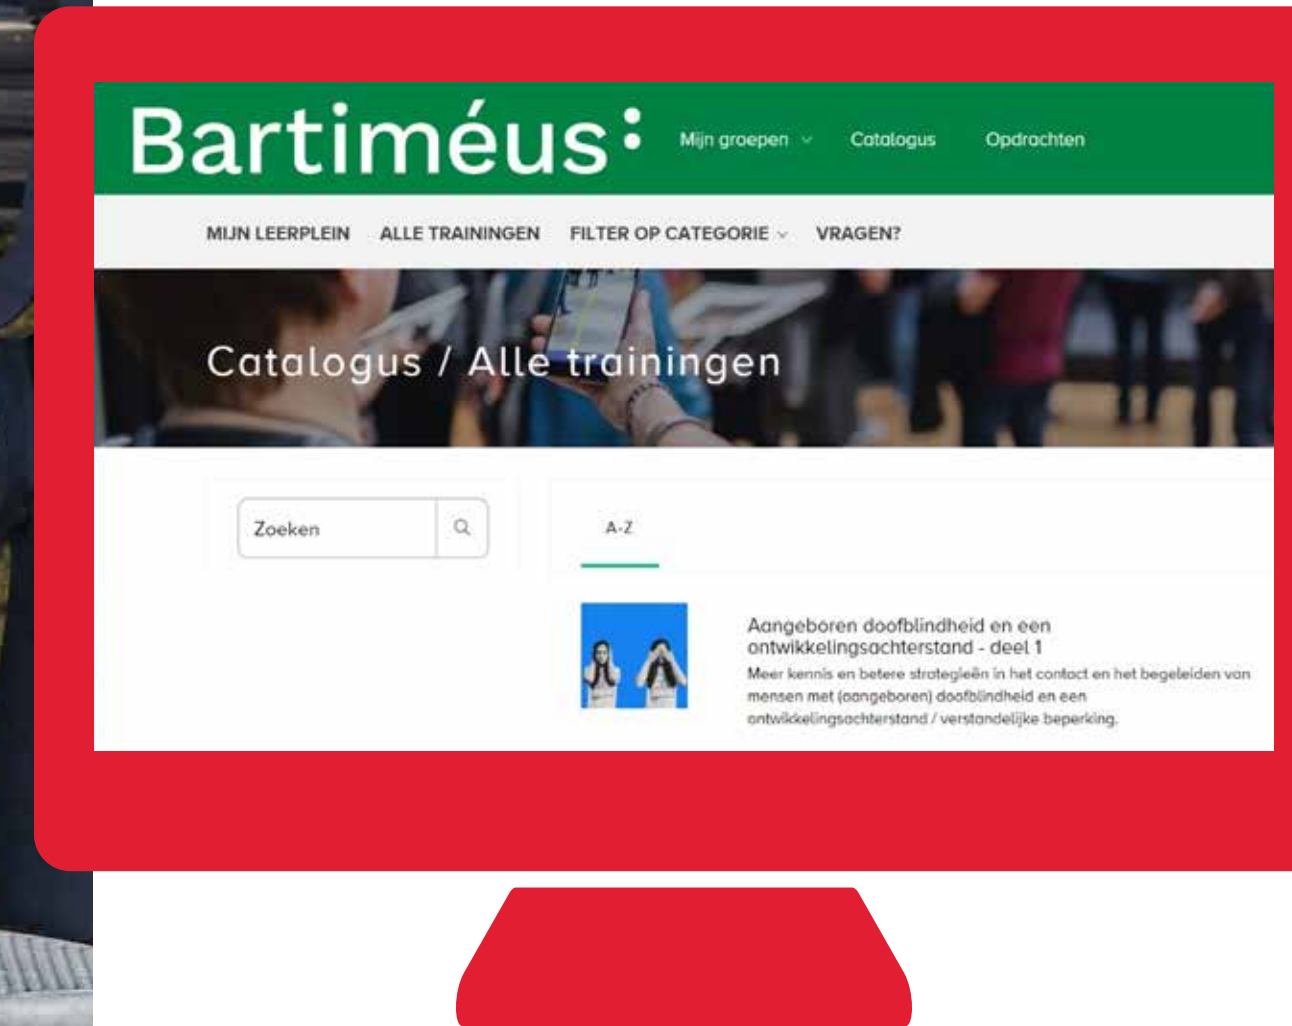 Bartiméus:
Mijn groepen Catalogus Opdrachten
MIJN LEERPLEIN ALLE TRAININGEN FILTER OP CATEGORIE VRAGEN?
Catalogus / Alle trainingen
Zoeken
A-Z
Aangeboren doofblindheid en een
ontwikkelingsachterstand - deel 1
Meer kennis en betere strategieën in het contact en het begeleiden van
mensen met (aangeboren) doofblindheid en een
ontwikkelingsachterstand / verstandelijke beperking.